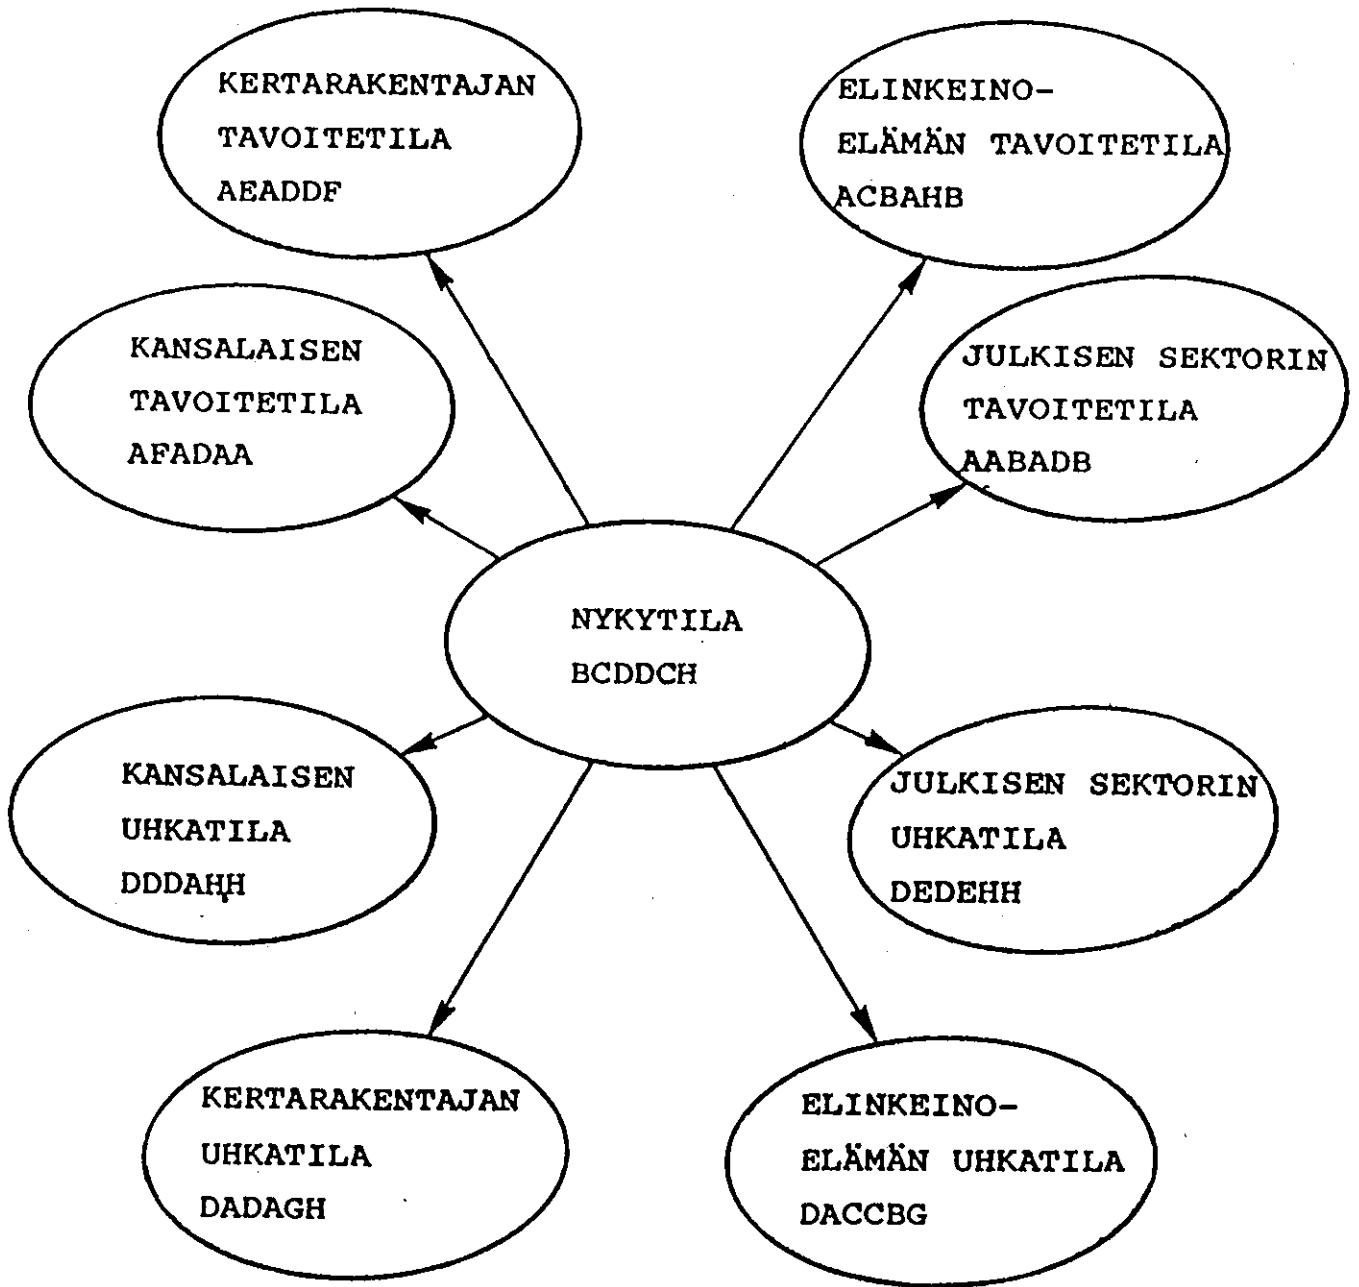 KERTARAKENTAJAN
TAVOITETILA
AEADDF
ELINKEINO-
ELÄMÄN TAVOITETILA
ACBAHB
KANSALAISEN
TAVOITETILA
AFADAA
JULKISEN SEKTORIN
TAVOITETILA
AABADB
NYKYTILA
BCDDCH
KANSALAISEN
UHKATILA
DDDAHH
JULKISEN SEKTORIN
UHKATILA
DEDEHH
KERTARAKENTAJAN
UHKATILA
DADAGH
ELINKEINO-
ELÄMÄN UHKATILA
DACCBG